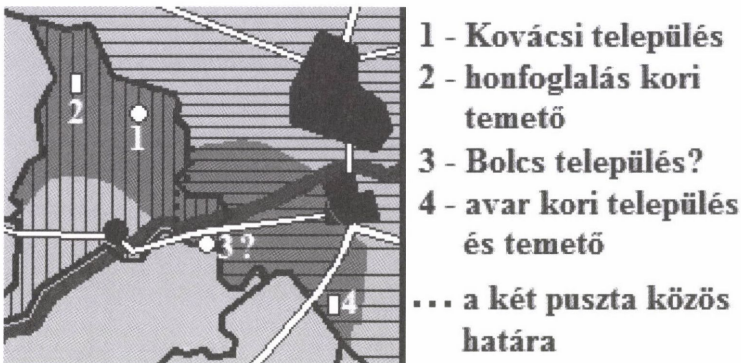 2
1
3?
4
1 - Kovácsi település
2 - honfoglalás kori
temető
3 - Bolcs település?
4 - avar kori település
és temető
... a két puszta közös
határa